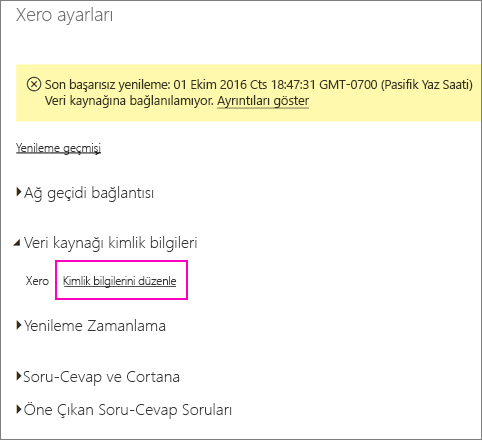 Xero ayarları
Son başarısız yenileme: 01 Ekim 2016 Cts 18:47:31 GMT-0700 (Pasifik Yaz Saati)
Veri kaynağına bağlanılamıyor. Ayrıntıları göster
Yenileme geçmişi
Ağ geçidi bağlantısı
Veri kaynağı kimlik bilgileri
Xero Kimlik bilgilerini düzenle
Yenileme Zamanlama
Soru-Cevap ve Cortana
Öne Çıkan Soru-Cevap Soruları